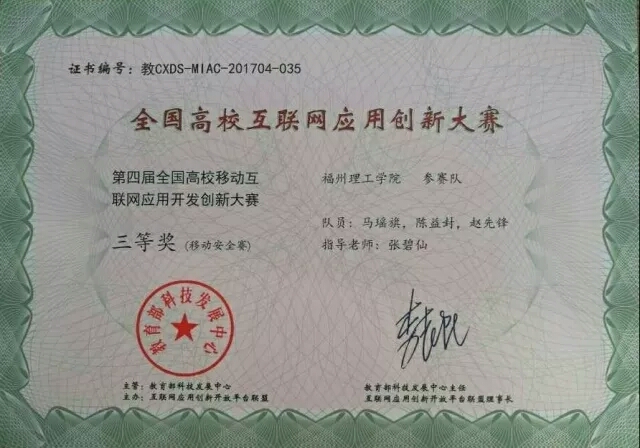 证书编号：教CXDS-MIAC-201704-035
全国高校互联网应用创新大赛
第四届全国高校移动互
联网应用开发创新大赛
三等奖（移动安全赛）
福州理工学院 参赛队
队员：马瑶旗，陈益封，赵先锋
指导老师：张碧仙
教育部科技发展中心
主管：教育部科技发展中心
主办：互联网应用创新开放平台联盟
教育部科技发展中心主任
互联网应用创新开放平台联盟理事长